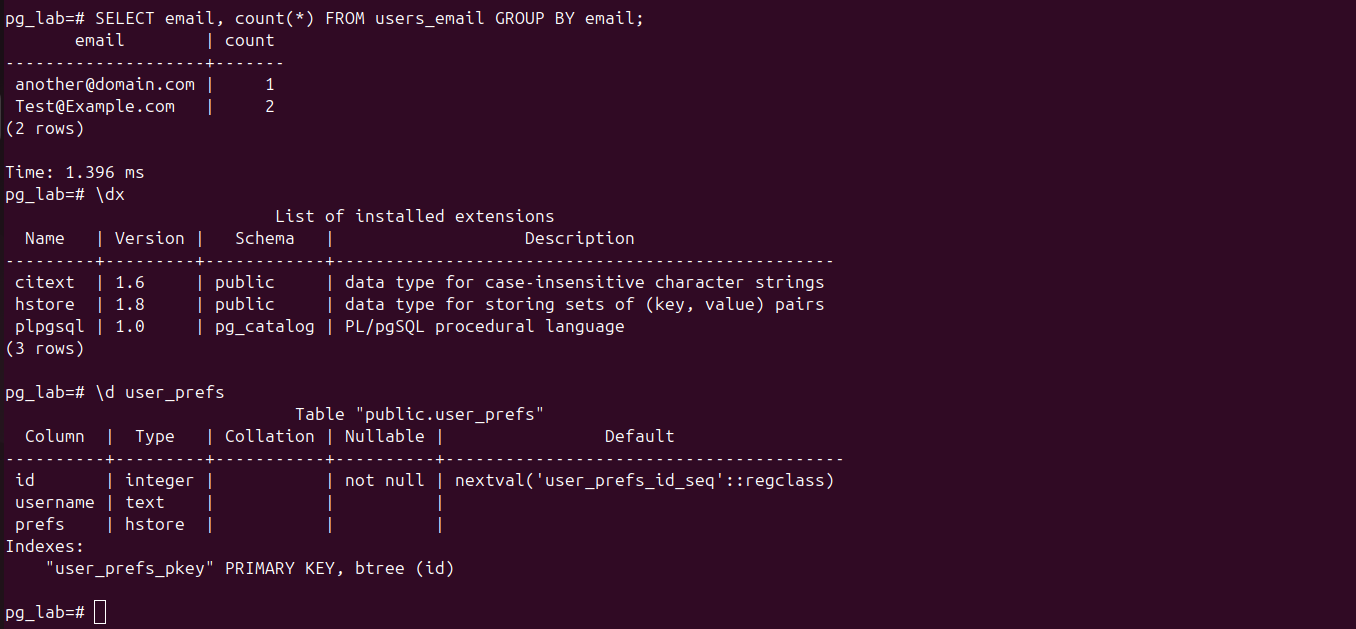 pg_lab=# SELECT email, count(*) FROM users_email GROUP BY email;
       email        | count
--------------------+-------
 another@domain.com |     1
 Test@Example.com   |     2
(2 rows)

Time: 1.396 ms
pg_lab=# \dx
                           List of installed extensions
  Name   | Version |   Schema   |                   Description
---------+---------+------------+--------------------------------------------------
 citext  | 1.6     | public     | data type for case-insensitive character strings
 hstore  | 1.8     | public     | data type for storing sets of (key, value) pairs
 plpgsql | 1.0     | pg_catalog | PL/pgSQL procedural language
(3 rows)

pg_lab=# \d user_prefs
                             Table "public.user_prefs"
  Column  |  Type   | Collation | Nullable |                Default
----------+---------+-----------+----------+----------------------------------------
 id       | integer |           | not null | nextval('user_prefs_id_seq'::regclass)
 username | text    |           |          |
 prefs    | hstore  |           |          |
Indexes:
    "user_prefs_pkey" PRIMARY KEY, btree (id)

pg_lab=#